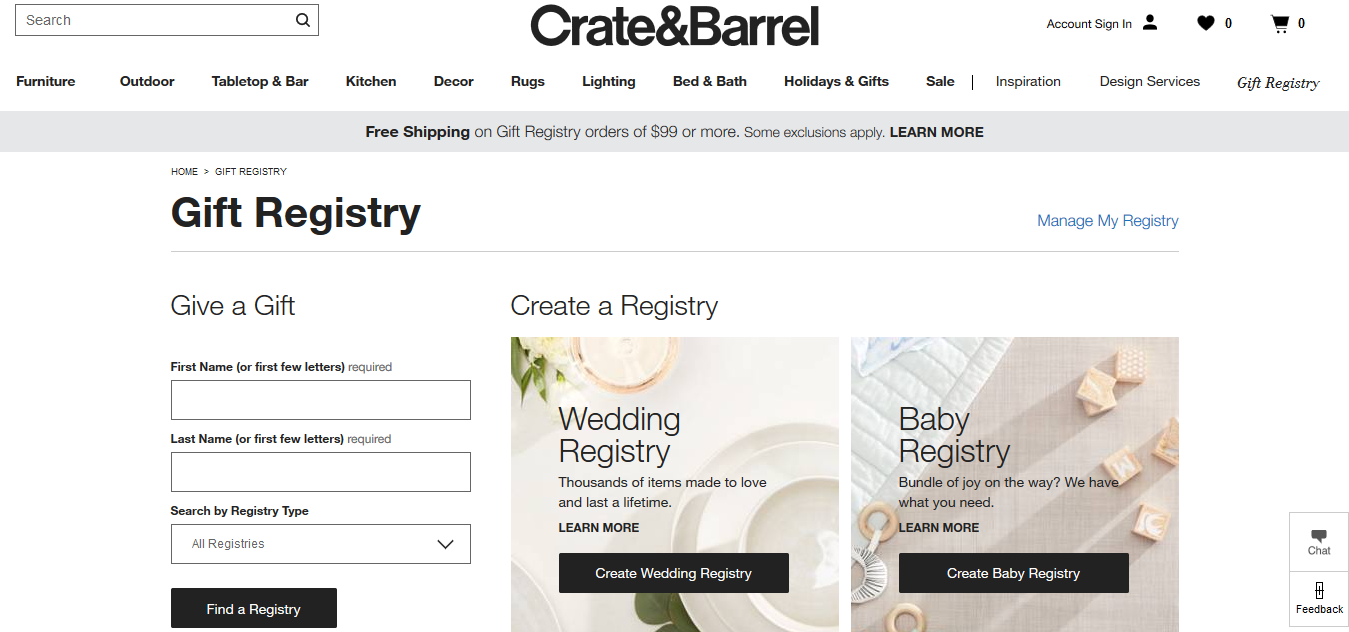 Search
Crate&Barrel
Account Sign In
0
0
Furniture
Outdoor
Tabletop & Bar
Kitchen
Decor
Rugs
Lighting
Bed & Bath
Holidays & Gifts
Sale
Inspiration
Design Services
Gift Registry
Free Shipping on Gift Registry orders of $99 or more. Some exclusions apply. LEARN MORE
HOME > GIFT REGISTRY
Gift Registry
Manage My Registry
Give a Gift
First Name (or first few letters) required
Last Name (or first few letters) required
Search by Registry Type
All Registries
Find a Registry
Create a Registry
Wedding
Registry
Thousands of items made to love
and last a lifetime.
LEARN MORE
Create Wedding Registry
Baby
Registry
Bundle of joy on the way? We have
what you need.
LEARN MORE
Create Baby Registry
Chat
Feedback